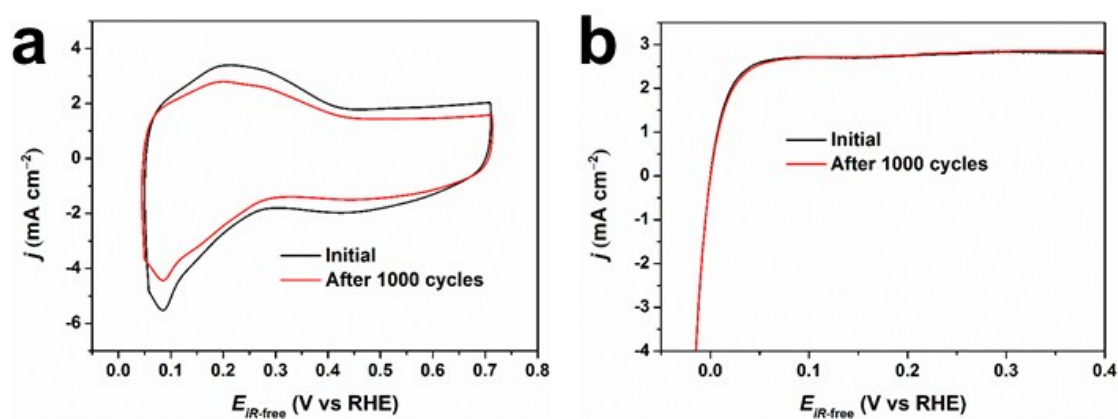 a
j (mA cm⁻²)
4
2
0
-2
-4
-6
Initial
After 1000 cycles
0.0 0.1 0.2 0.3 0.4 0.5 0.6 0.7 0.8
E_iR-free (V vs RHE)
b
j (mA cm⁻²)
3
2
1
0
-1
-2
-3
-4
Initial
After 1000 cycles
0.0 0.1 0.2 0.3 0.4
E_iR-free (V vs RHE)